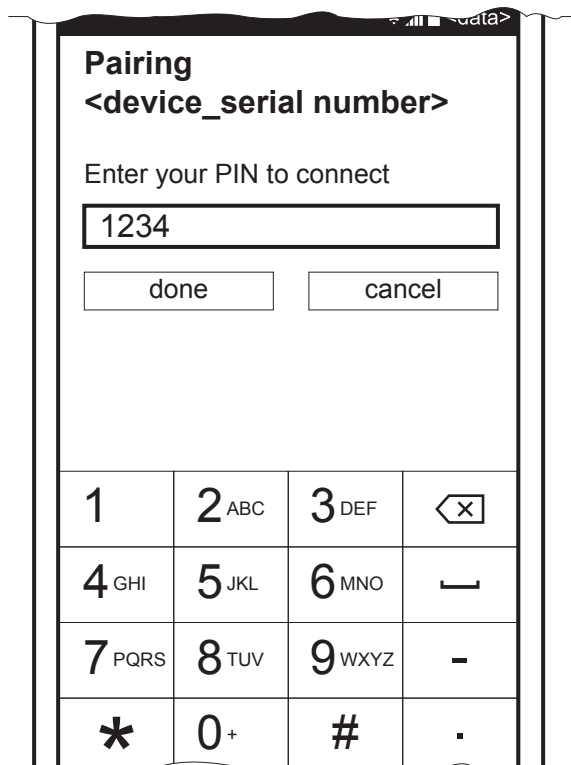 <data>
Pairing
<device_serial number>
Enter your PIN to connect
1234
done cancel
1 2 ABC 3 DEF
4 GHI 5 JKL 6 MNO
7 PQRS 8 TUV 9 WXYZ -
* 0 + # .